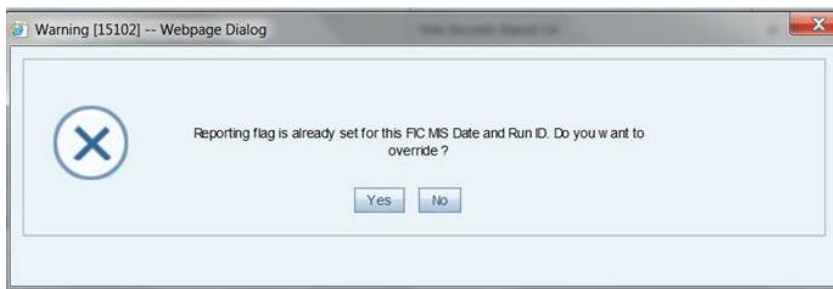 Warning [15102] -- Webpage Dialog
Reporting flag is already set for this FIC MIS Date and Run ID. Do you want to
override ?
Yes No